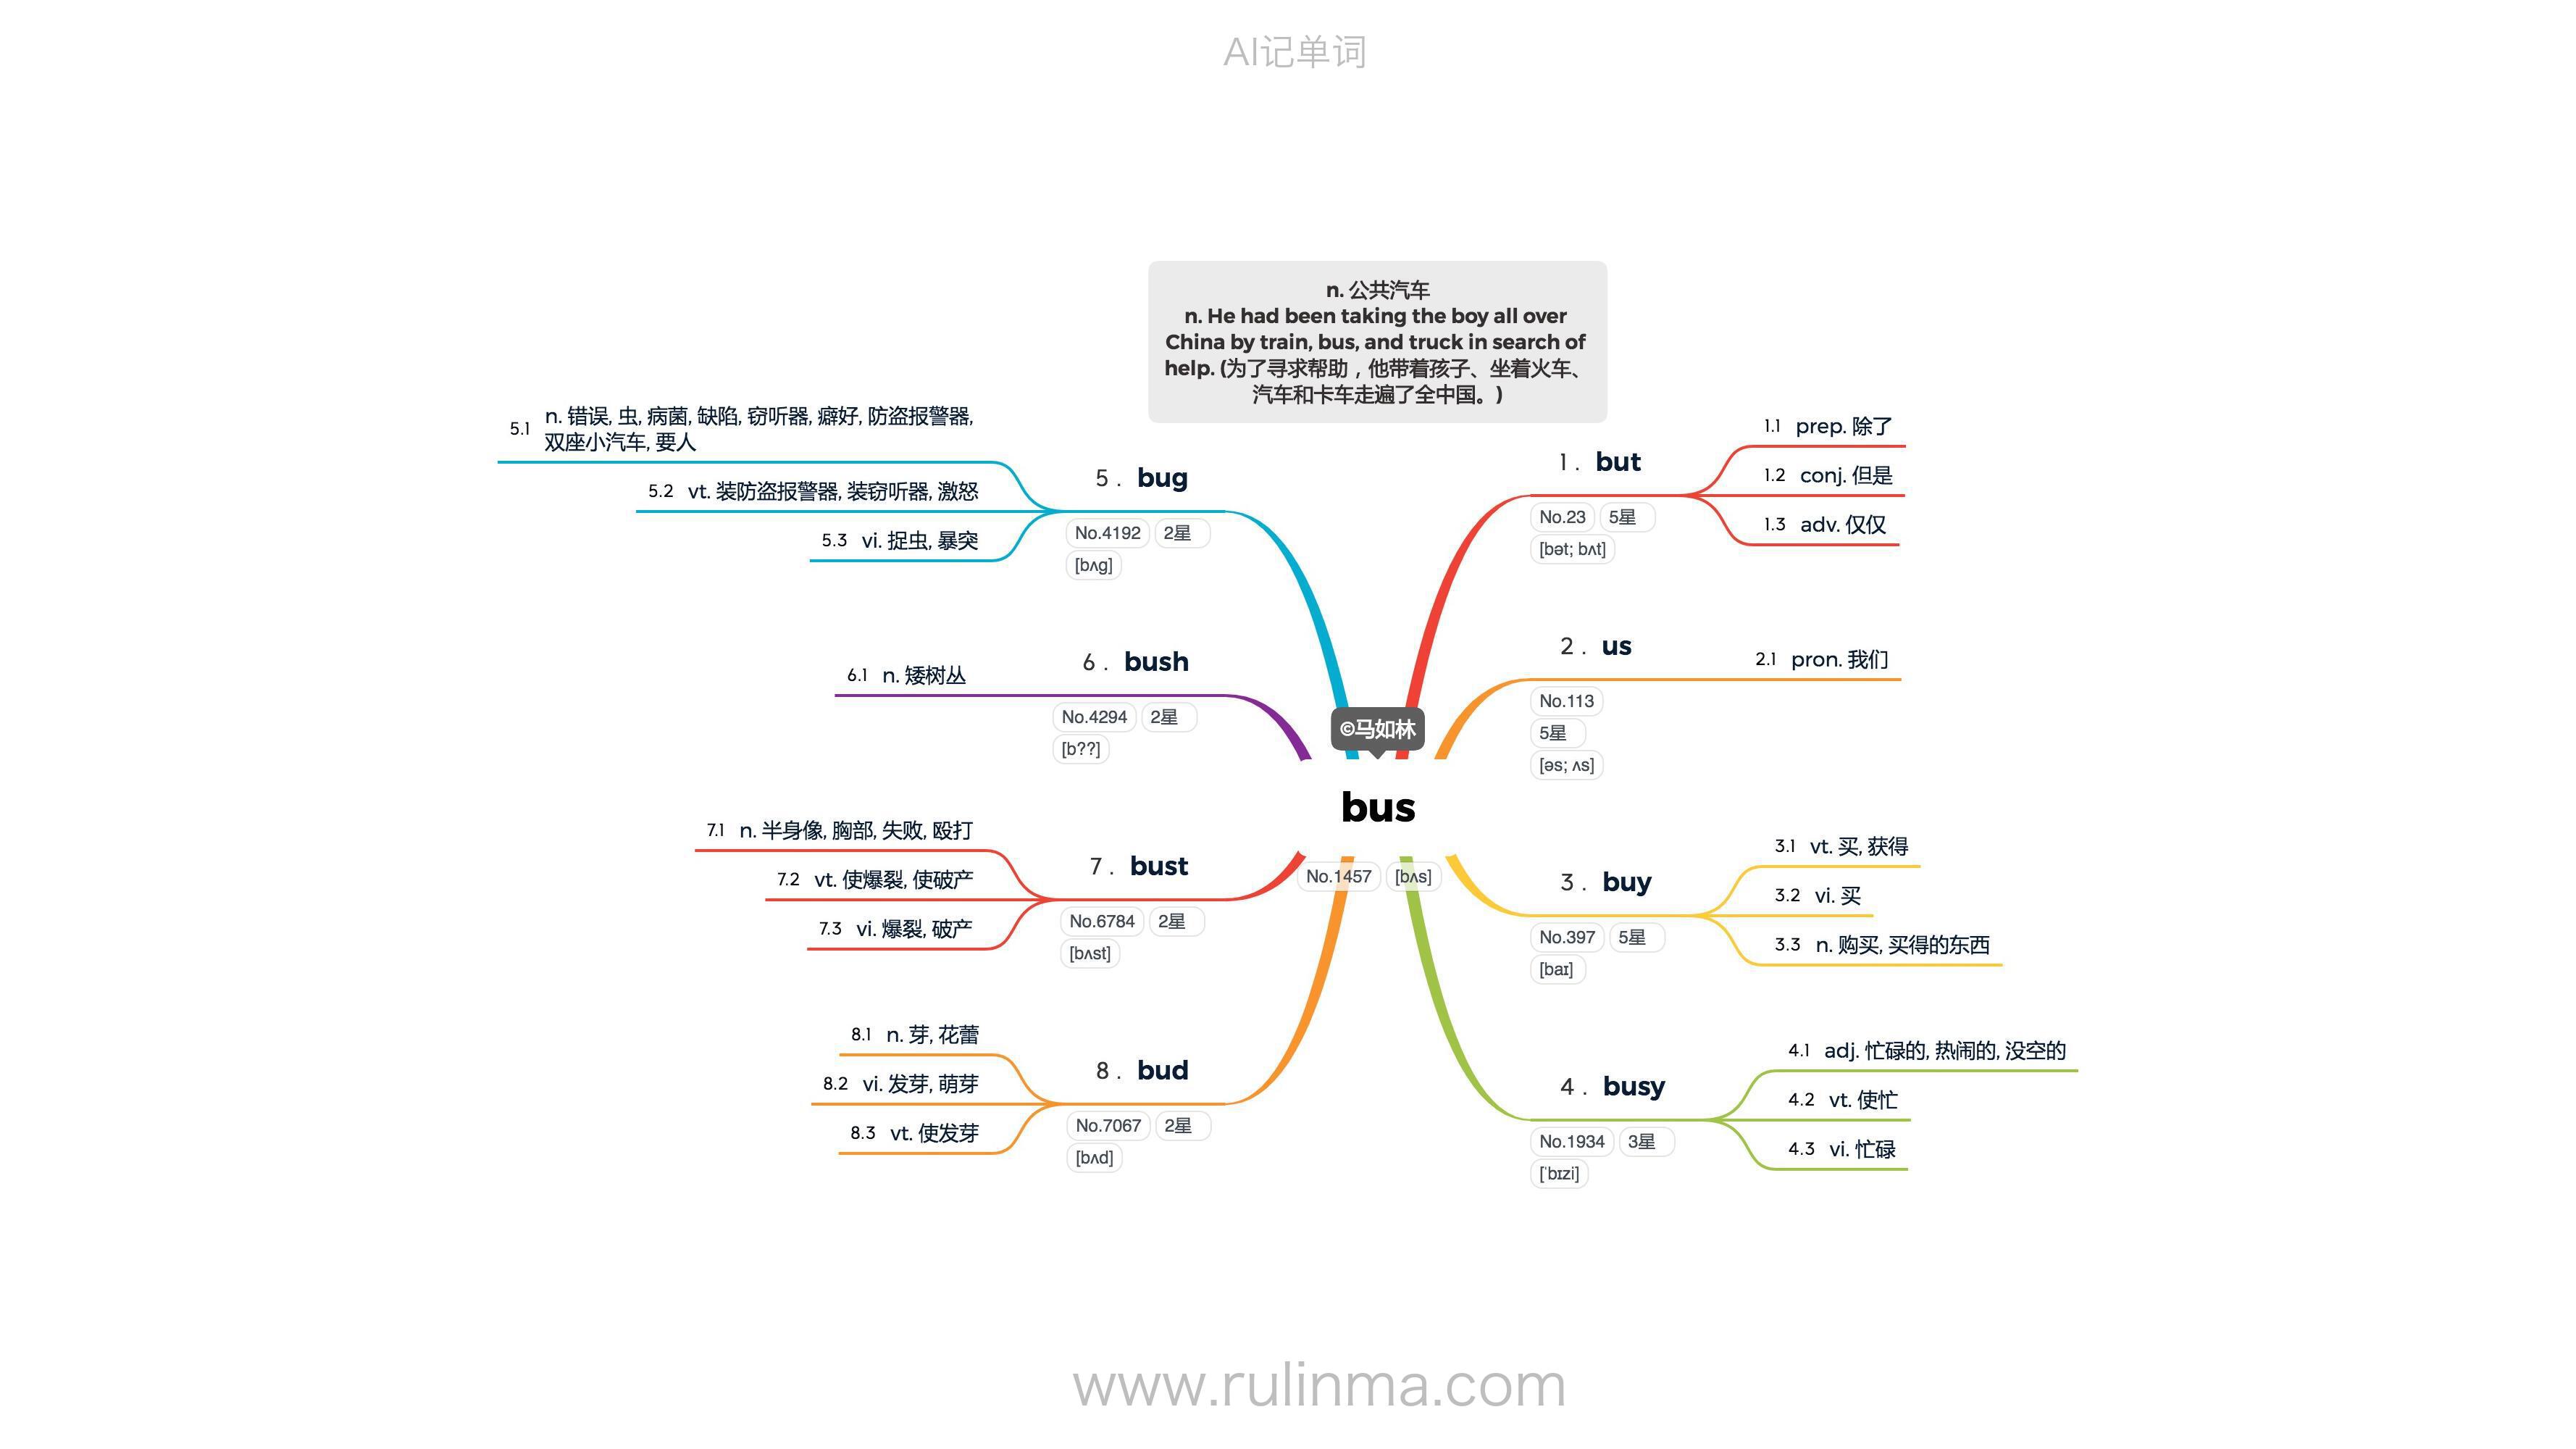 AI记单词
n. 公共汽车
n. He had been taking the boy all over
China by train, bus, and truck in search of
help. (为了寻求帮助，他带着孩子、坐着火车、
汽车和卡车走遍了全中国。)
©马如林
bus
No.1457 [bʌs]
1. but
No.23 5星
[bət; bʌt]
1.1 prep. 除了
1.2 conj. 但是
1.3 adv. 仅仅
2. us
No.113
5星
[əs; ʌs]
2.1 pron. 我们
3. buy
No.397 5星
[baɪ]
3.1 vt. 买, 获得
3.2 vi. 买
3.3 n. 购买, 买得的东西
4. busy
No.1934 3星
[ˈbɪzi]
4.1 adj. 忙碌的, 热闹的, 没空的
4.2 vt. 使忙
4.3 vi. 忙碌
5. bug
No.4192 2星
[bʌg]
5.1 n. 错误, 虫, 病菌, 缺陷, 窃听器, 癖好, 防盗报警器,
双座小汽车, 要人
5.2 vt. 装防盗报警器, 装窃听器, 激怒
5.3 vi. 捉虫, 暴突
6. bush
No.4294 2星
[b??]
6.1 n. 矮树丛
7. bust
No.6784 2星
[bʌst]
7.1 n. 半身像, 胸部, 失败, 殴打
7.2 vt. 使爆裂, 使破产
7.3 vi. 爆裂, 破产
8. bud
No.7067 2星
[bʌd]
8.1 n. 芽, 花蕾
8.2 vi. 发芽, 萌芽
8.3 vt. 使发芽
www.rulinma.com